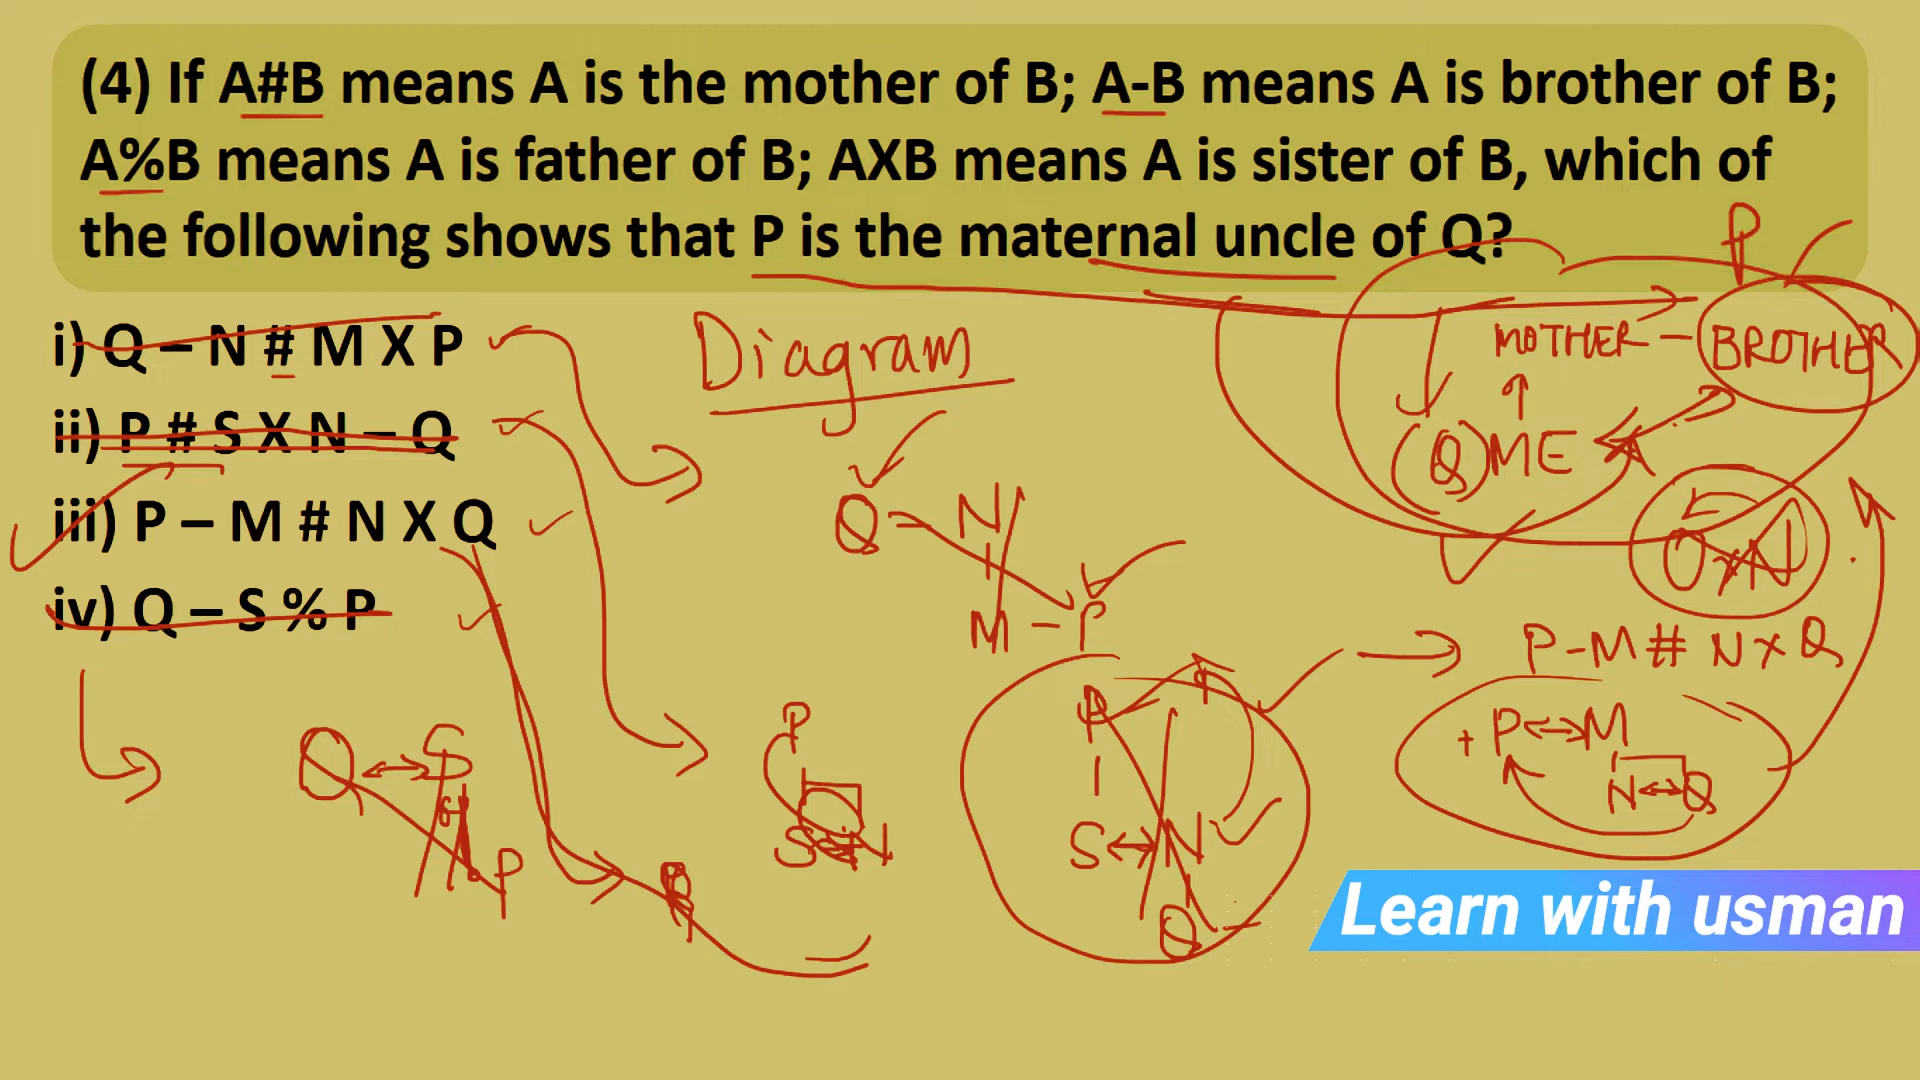 (4) If A#B means A is the mother of B; A-B means A is brother of B;
A%B means A is father of B; AXB means A is sister of B, which of
the following shows that P is the maternal uncle of Q?
P
i) Q – N # M X P
Diagram
MOTHER – BROTHER
ii) P # S X N – Q
(Q) ME
iii) P – M # N X Q
Q – N
iv) Q – S % P
M – P
P – M # N X Q
Q ↔ S
P
P
P
+ P ↔ M
N ↔ Q
P
S N
S ↔ N
Q
Learn with usman